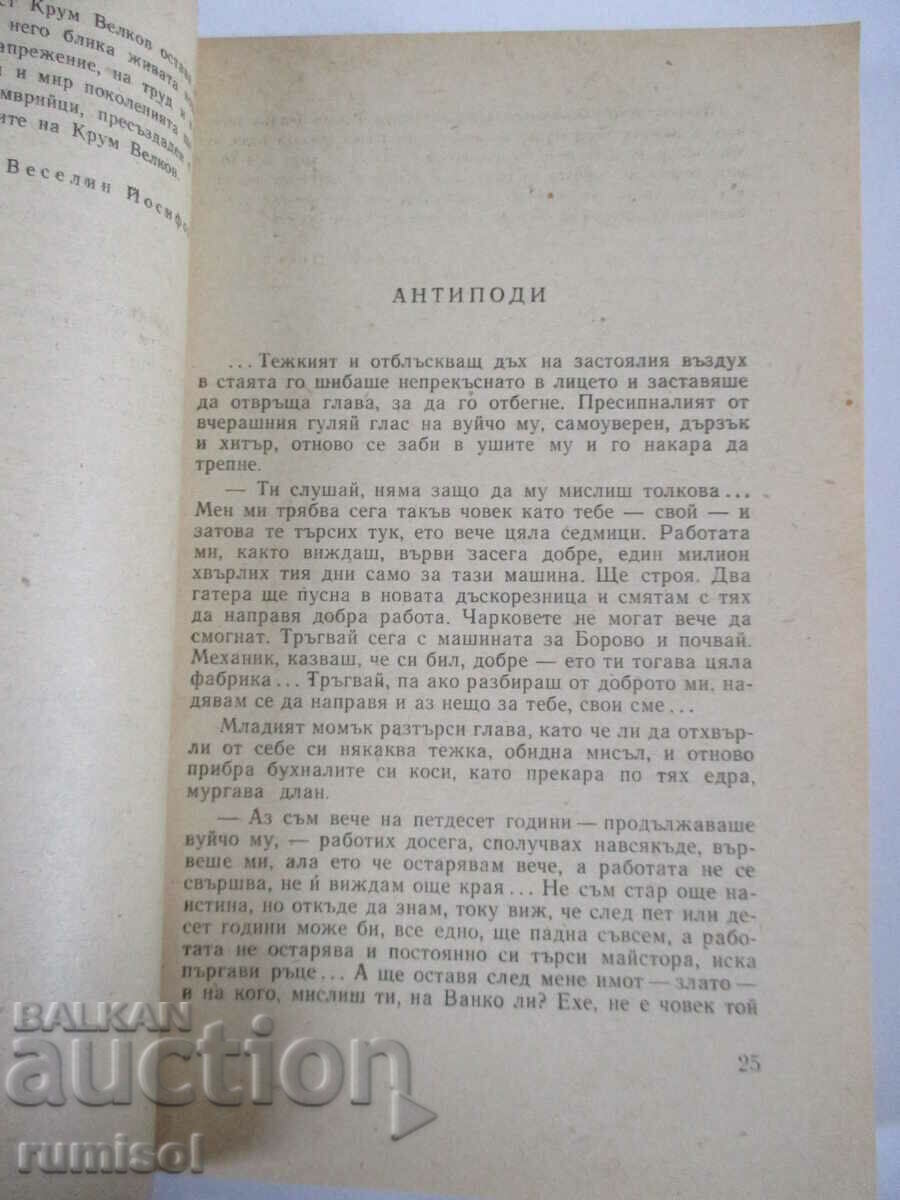 Крум Велков остава
него блика живата
напрежение, на труд и
и мир поколенията
ите на Крум Велков.
Веселин Йосифов
АНТИПОДИ
... Тежкият и отблъскващ дъх на застоялия въздух
в стаята го шибаше непрекъснато в лицето и заставяше
да отвръща глава, за да го отбегне. Пресипналият от
вчерашния гуляй глас на вуйчо му, самоуверен, дързък
и хитър, отново се заби в ушите му и го накара да
трепне.
— Ти слушай, няма защо да му мислиш толкова...
Мен ми трябва сега такъв човек като тебе — свой — и
затова те търсих тук, ето вече цяла седмици. Работата
ми, както виждаш, върви засега добре, един милион
хвърлих тия дни само за тази машина. Ще строя. Два
гатера ще пусна в новата дъскорезница и смятам с тях
да направя добра работа. Чарковете не могат вече да
смогнат. Тръгвай сега с машината за Борово и почвай.
Механик, казваш, че си бил, добре — ето ти тогава цяла
фабрика... Тръгвай, па ако разбираш от доброто ми, на-
дявам се да направя и аз нещо за тебе, свои сме...
Младият момък разтърси глава, като че ли да отхвър-
ли от себе си някаква тежка, обидна мисъл, и отново
прибра бухналите си коси, като прекара по тях едра,
мургава длан.
— Аз съм вече на петдесет години — продължаваше
вуйчо му, — работих досега, сполучвах навсякъде, вър-
веше ми, ала ето че остарявам вече, а работата не се
свършва, не ѝ виждам още края... Не съм стар още на-
истина, но откъде да знам, току виж, че след пет или де-
сет години може би, все едно, ще падна съвсем, а рабо-
тата не остарява и постоянно си търси майстора, иска
пъргави ръце... А ще оставя след мене имот — злато —
и на кого, мислиш ти, на Ванко ли? Ехе, не е човек той
25
BALKAN
auction
rumisol